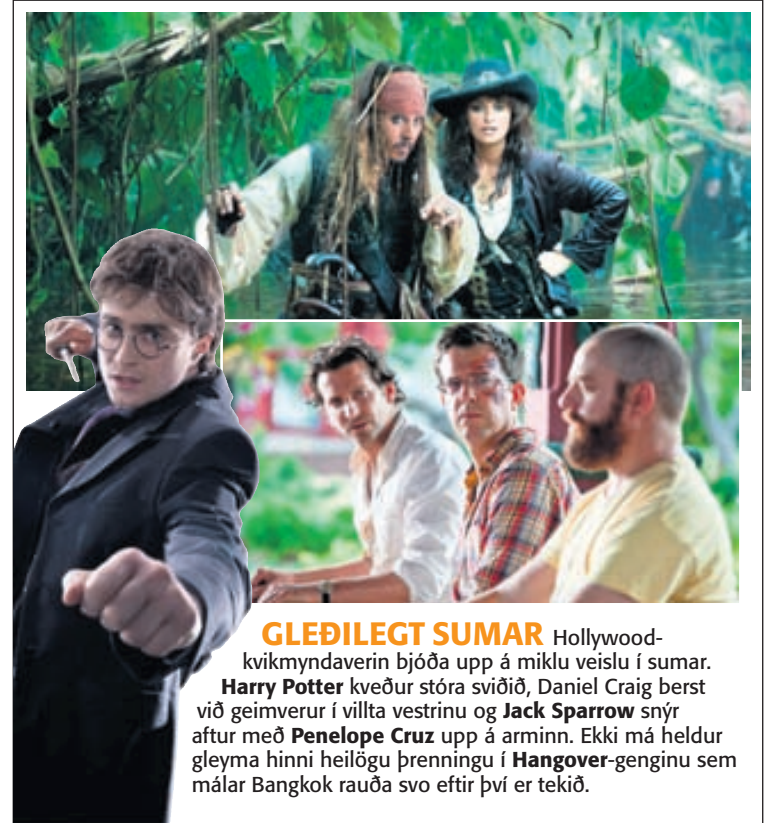 GLEÐILEGT SUMAR Hollywood-
kvikmyndaverin bjóða upp á miklu veislu í sumar.
Harry Potter kveður stóra sviðið, Daniel Craig berst
við geimverur í villta vestrinu og Jack Sparrow snýr
aftur með Penelope Cruz upp á arminn. Ekki má heldur
gleyma hinni heilögu þrenningu í Hangover-genginu sem
málar Bangkok rauða svo eftir því er tekið.